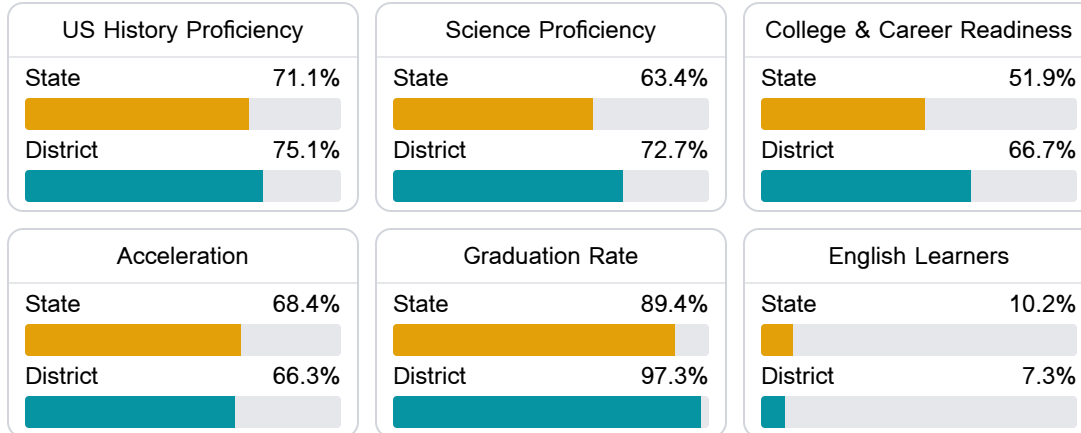 US History Proficiency
State 71.1%
District 75.1%
Science Proficiency
State 63.4%
District 72.7%
College & Career Readiness
State 51.9%
District 66.7%
Acceleration
State 68.4%
District 66.3%
Graduation Rate
State 89.4%
District 97.3%
English Learners
State 10.2%
District 7.3%